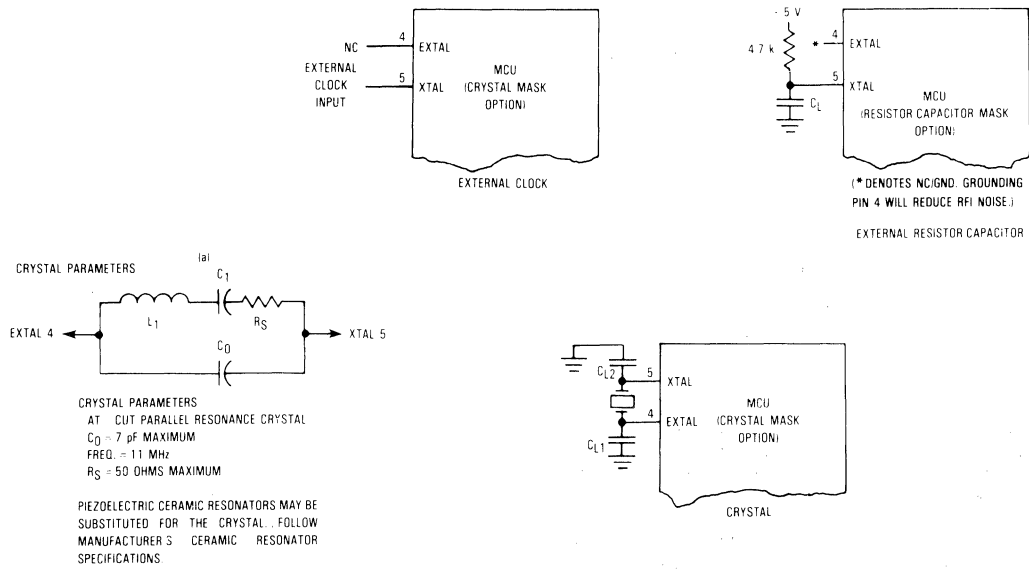 NC
4
EXTAL
EXTERNAL
CLOCK
INPUT
5
XTAL
MCU
(CRYSTAL MASK
OPTION)
EXTERNAL CLOCK
- 5 V
4 7 k
*
4
EXTAL
5
XTAL
CL
MCU
(RESISTOR CAPACITOR MASK
OPTION)
(* DENOTES NC/GND. GROUNDING
PIN 4 WILL REDUCE RFI NOISE.)
EXTERNAL RESISTOR CAPACITOR
CRYSTAL PARAMETERS
(a)
C1
L1
RS
EXTAL 4
XTAL 5
C0
CRYSTAL PARAMETERS
AT CUT PARALLEL RESONANCE CRYSTAL
C0 = 7 pF MAXIMUM
FREQ. = 11 MHz
RS = 50 OHMS MAXIMUM
PIEZOELECTRIC CERAMIC RESONATORS MAY BE
SUBSTITUTED FOR THE CRYSTAL. . FOLLOW
MANUFACTURER S CERAMIC RESONATOR
SPECIFICATIONS.
CL2
5
XTAL
4
EXTAL
CL1
MCU
(CRYSTAL MASK
OPTION)
CRYSTAL